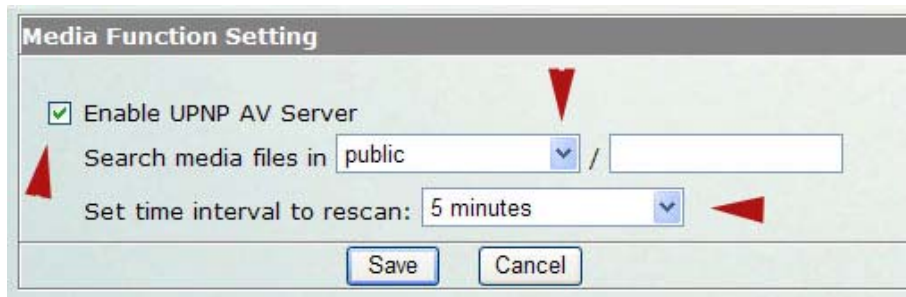 Media Function Setting
Enable UPNP AV Server
Search media files in public /
Set time interval to rescan: 5 minutes
Save Cancel